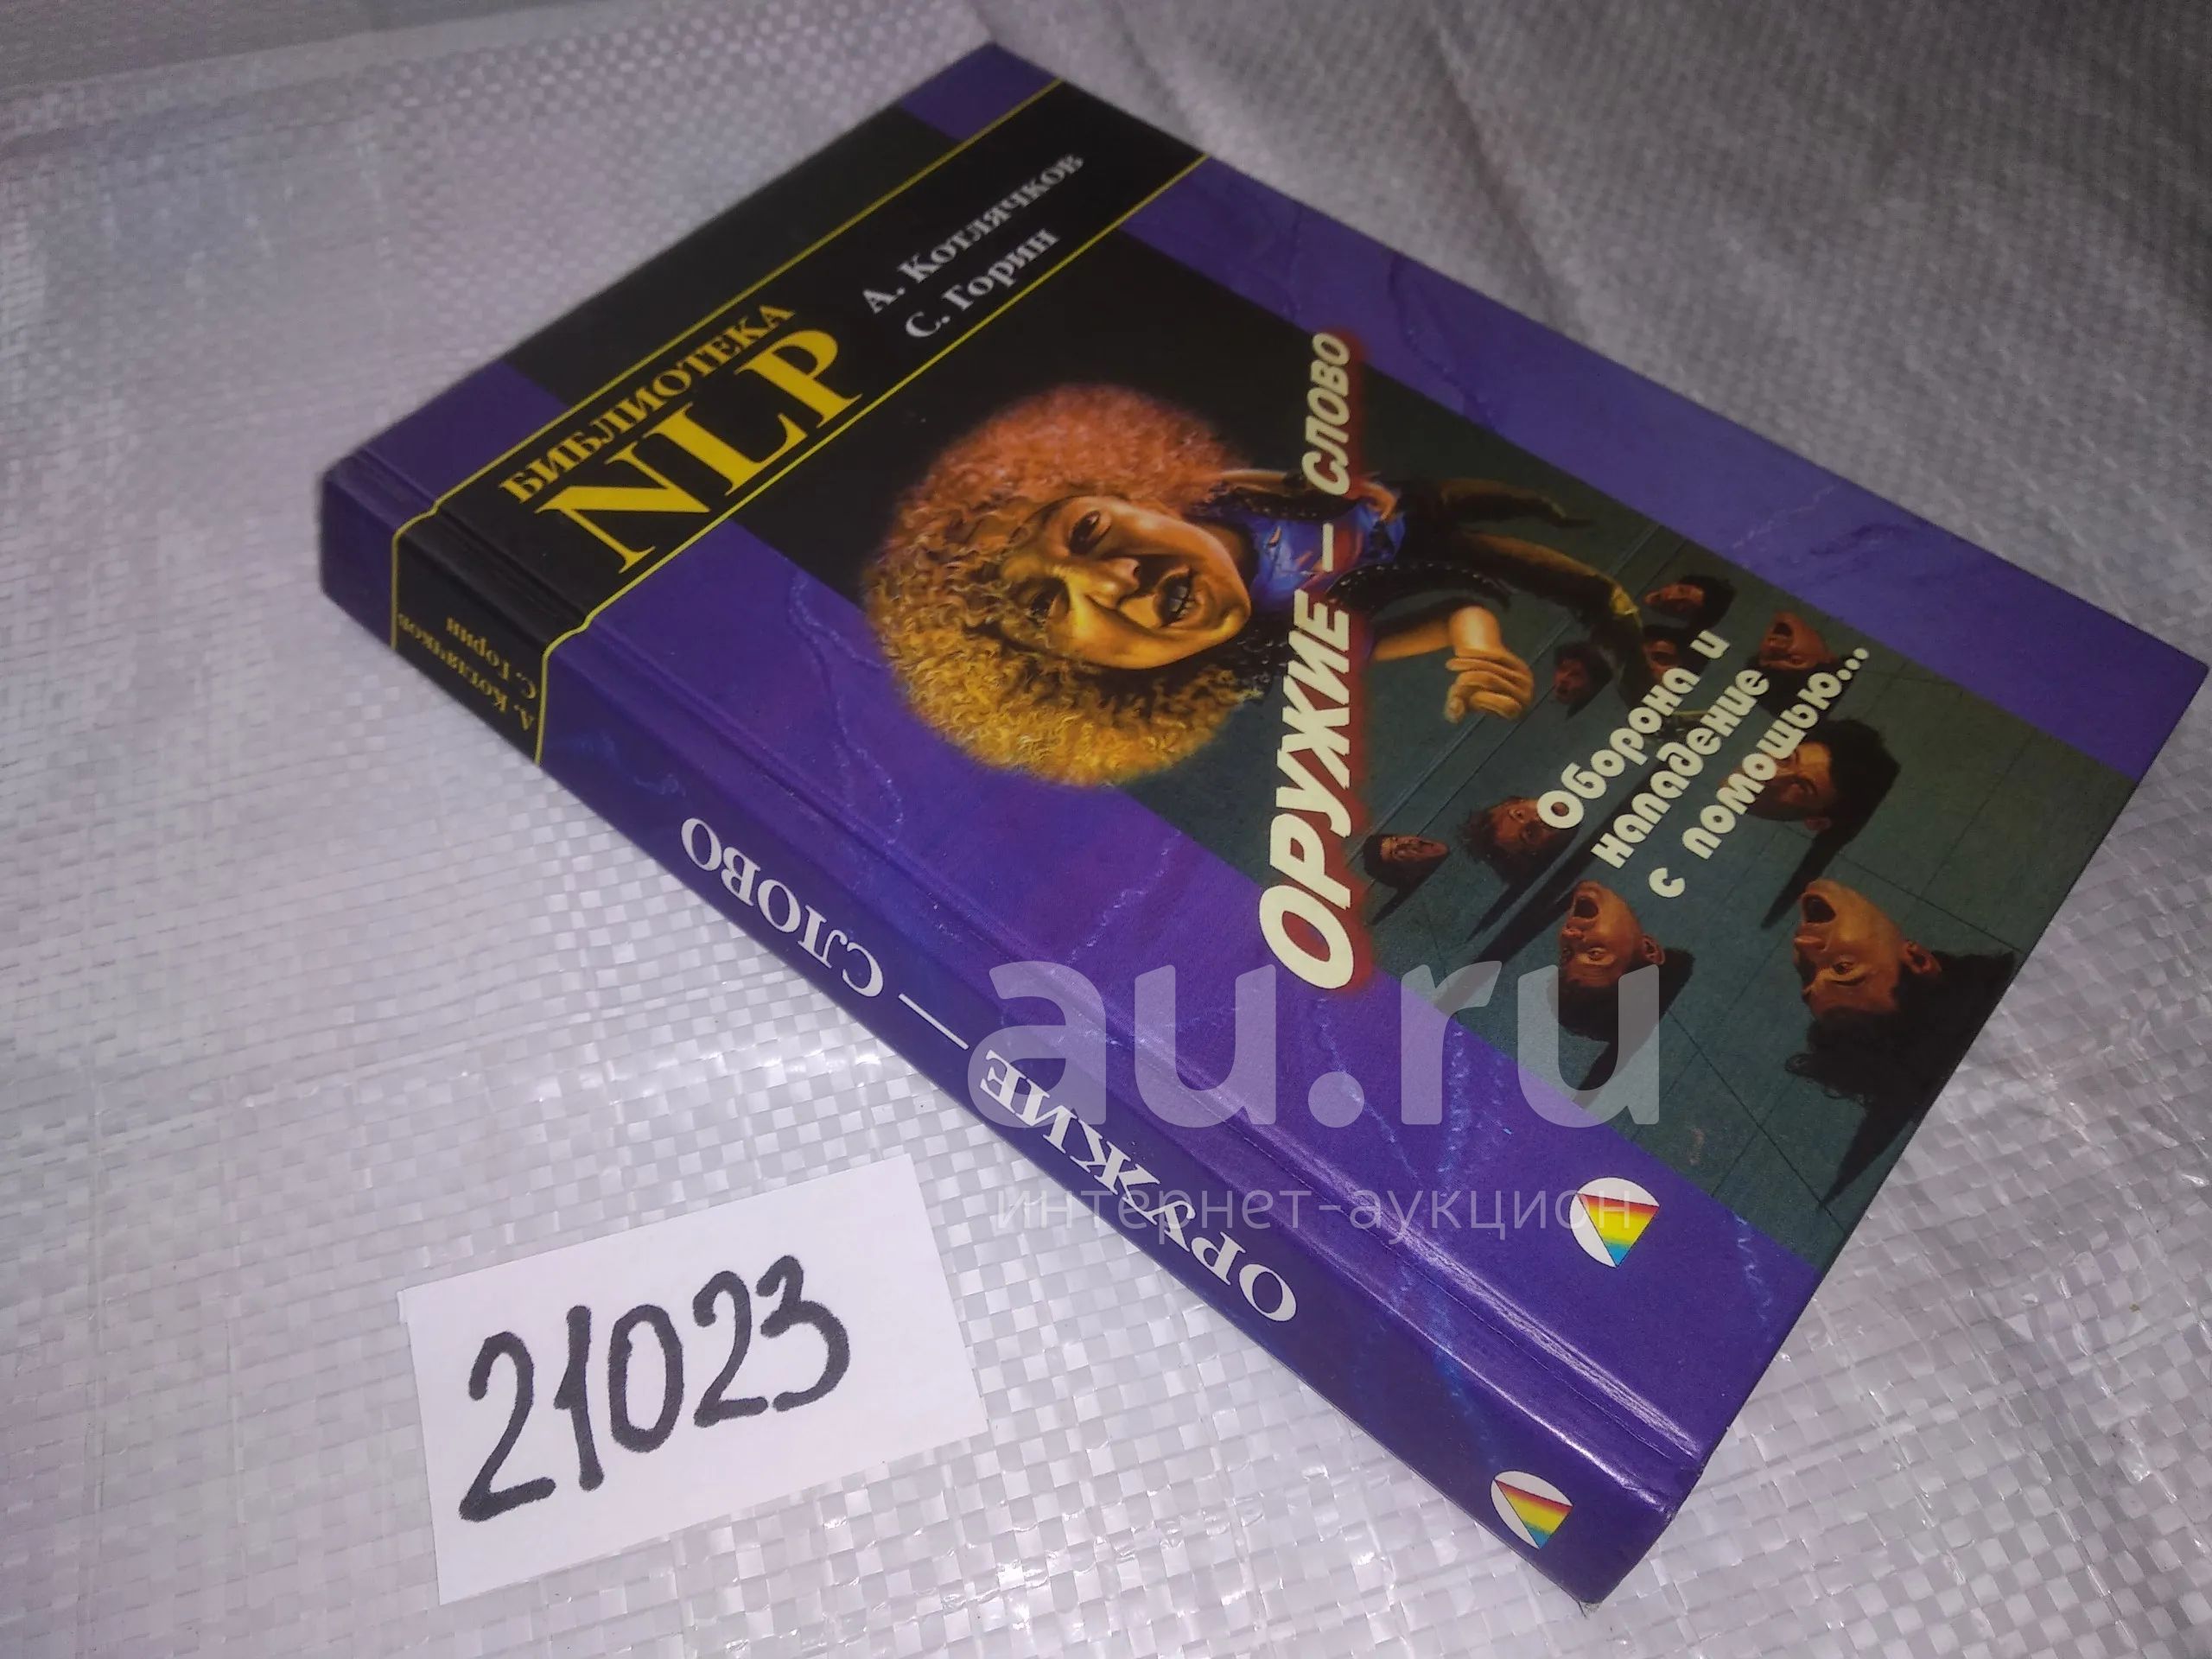 БИБЛИОТЕКА
NLP
А. Котлячков
С. Горин
ОРУЖИЕ — СЛОВО
Оборона и
нападение
с помощью...
А. Котлячков
С. Горин
ОРУЖИЕ — СЛОВО
au.ru
интернет-аукцион
21023